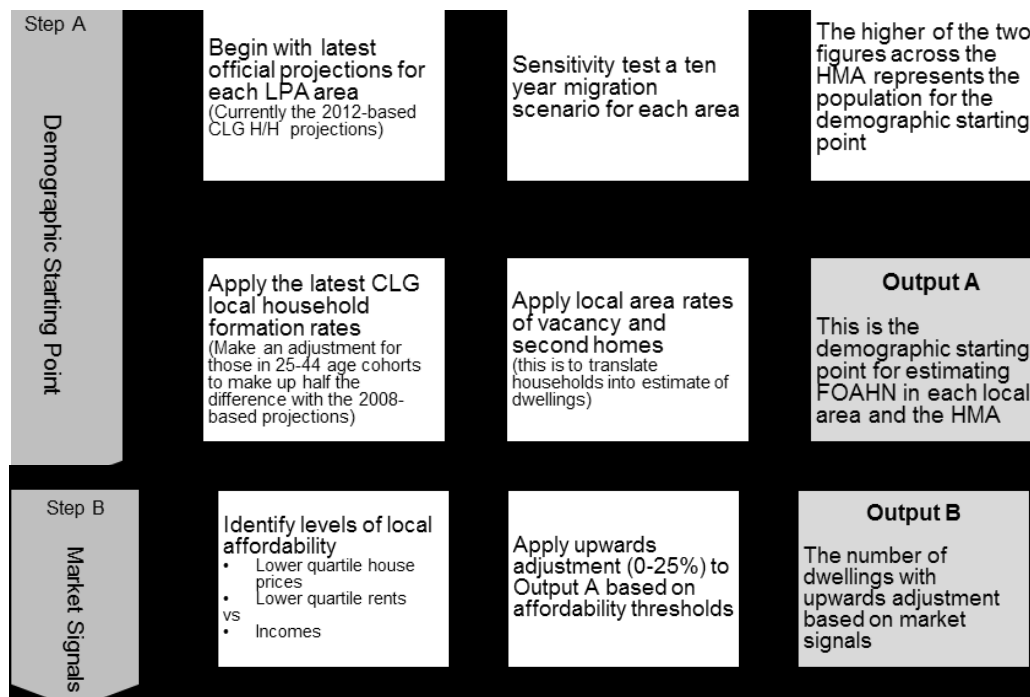 Step A
Demographic Starting Point
Begin with latest
official projections for
each LPA area
(Currently the 2012-based
CLG H/H projections)
Sensitivity test a ten
year migration
scenario for each area
The higher of the two
figures across the
HMA represents the
population for the
demographic starting
point
Apply the latest CLG
local household
formation rates
(Make an adjustment for
those in 25-44 age cohorts
to make up half the
difference with the 2008-
based projections)
Apply local area rates
of vacancy and
second homes
(this is to translate
households into estimate of
dwellings)
Output A
This is the
demographic starting
point for estimating
FOAHN in each local
area and the HMA
Step B
Market Signals
Identify levels of local
affordability
• Lower quartile house
prices
• Lower quartile rents
vs
• Incomes
Apply upwards
adjustment (0-25%) to
Output A based on
affordability thresholds
Output B
The number of
dwellings with
upwards adjustment
based on market
signals